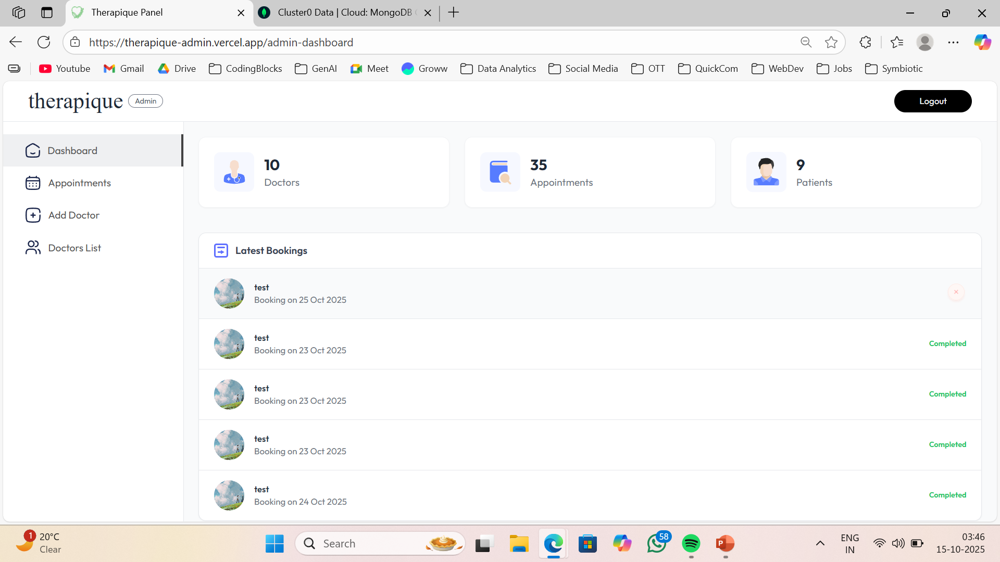 Therapique Panel
Cluster0 Data | Cloud: MongoDB
https://therapique-admin.vercel.app/admin-dashboard
Youtube Gmail Drive CodingBlocks GenAI Meet Groww Data Analytics Social Media OTT QuickCom WebDev Jobs Symbiotic
therapique Admin Logout
Dashboard
Appointments
Add Doctor
Doctors List
10
Doctors
35
Appointments
9
Patients
Latest Bookings
test
Booking on 25 Oct 2025
test
Booking on 23 Oct 2025
Completed
test
Booking on 23 Oct 2025
Completed
test
Booking on 23 Oct 2025
Completed
test
Booking on 24 Oct 2025
Completed
1
20°C
Clear
Search
58
P
ENG
IN
03:46
15-10-2025